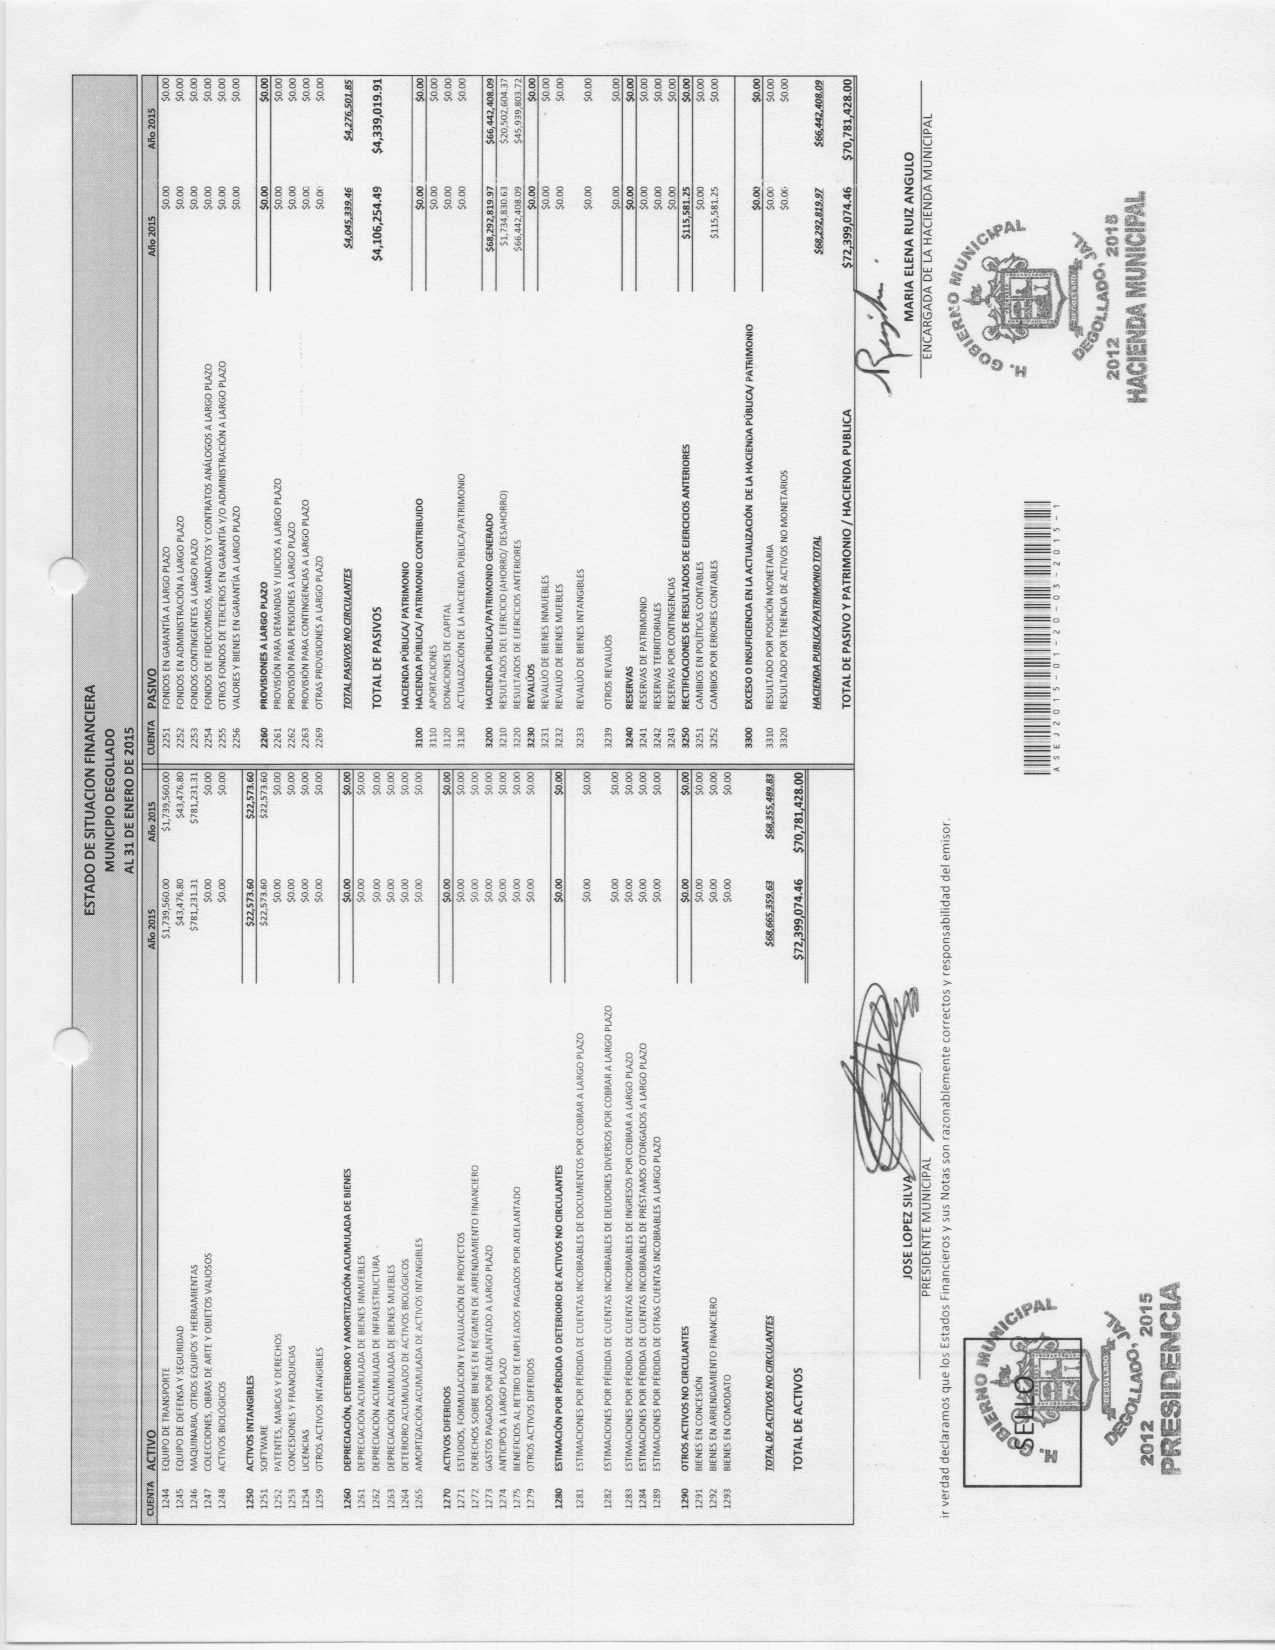 ESTADO DE SITUACION FINANCIERA
MUNICIPIO DEGOLLADO
AL 31 DE ENERO DE 2015
CUENTA ACTIVO Año 2015 Año 2015
1244 EQUIPO DE TRANSPORTE $1,739,560.00 $1,739,560.00
1245 EQUIPO DE DEFENSA Y SEGURIDAD $43,476.80 $43,476.80
1246 MAQUINARIA, OTROS EQUIPOS Y HERRAMIENTAS $781,231.31 $781,231.31
1247 COLECCIONES, OBRAS DE ARTE Y OBJETOS VALIOSOS $0.00 $0.00
1248 ACTIVOS BIOLÓGICOS $0.00 $0.00
1250 ACTIVOS INTANGIBLES $22,573.60 $22,573.60
1251 SOFTWARE $22,573.60 $22,573.60
1252 PATENTES, MARCAS Y DERECHOS $0.00 $0.00
1253 CONCESIONES Y FRANQUICIAS $0.00 $0.00
1254 LICENCIAS $0.00 $0.00
1259 OTROS ACTIVOS INTANGIBLES $0.00 $0.00
1260 DEPRECIACIÓN, DETERIORO Y AMORTIZACIÓN ACUMULADA DE BIENES $0.00 $0.00
1261 DEPRECIACIÓN ACUMULADA DE BIENES INMUEBLES $0.00 $0.00
1262 DEPRECIACIÓN ACUMULADA DE INFRAESTRUCTURA $0.00 $0.00
1263 DEPRECIACIÓN ACUMULADA DE BIENES MUEBLES $0.00 $0.00
1264 DETERIORO ACUMULADO DE ACTIVOS BIOLÓGICOS $0.00 $0.00
1265 AMORTIZACIÓN ACUMULADA DE ACTIVOS INTANGIBLES $0.00 $0.00
1270 ACTIVOS DIFERIDOS $0.00 $0.00
1271 ESTUDIOS, FORMULACIÓN Y EVALUACIÓN DE PROYECTOS $0.00 $0.00
1272 DERECHOS SOBRE BIENES EN RÉGIMEN DE ARRENDAMIENTO FINANCIERO $0.00 $0.00
1273 GASTOS PAGADOS POR ADELANTADO A LARGO PLAZO $0.00 $0.00
1274 ANTICIPOS A LARGO PLAZO $0.00 $0.00
1275 BENEFICIOS AL RETIRO DE EMPLEADOS PAGADOS POR ADELANTADO $0.00 $0.00
1279 OTROS ACTIVOS DIFERIDOS $0.00 $0.00
1280 ESTIMACIÓN POR PÉRDIDA O DETERIORO DE ACTIVOS NO CIRCULANTES $0.00 $0.00
1281 ESTIMACIONES POR PÉRDIDA DE CUENTAS INCOBRABLES DE DOCUMENTOS POR COBRAR A LARGO PLAZO $0.00 $0.00
1282 ESTIMACIONES POR PÉRDIDA DE CUENTAS INCOBRABLES DE DEUDORES DIVERSOS POR COBRAR A LARGO PLAZO $0.00 $0.00
1283 ESTIMACIONES POR PÉRDIDA DE CUENTAS INCOBRABLES DE INGRESOS POR COBRAR A LARGO PLAZO $0.00 $0.00
1284 ESTIMACIONES POR PÉRDIDA DE CUENTAS INCOBRABLES DE PRÉSTAMOS OTORGADOS A LARGO PLAZO $0.00 $0.00
1289 ESTIMACIONES POR PÉRDIDA DE OTRAS CUENTAS INCOBRABLES A LARGO PLAZO $0.00 $0.00
1290 OTROS ACTIVOS NO CIRCULANTES $0.00 $0.00
1291 BIENES EN CONCESIÓN $0.00 $0.00
1292 BIENES EN ARRENDAMIENTO FINANCIERO $0.00 $0.00
1293 BIENES EN COMODATO $0.00 $0.00
TOTAL DE ACTIVOS NO CIRCULANTES $68,665,359.63 $68,355,489.83
TOTAL DE ACTIVOS $72,399,074.46 $70,781,428.00
CUENTA PASIVO Año 2015 Año 2015
2251 FONDOS EN GARANTÍA A LARGO PLAZO $0.00 $0.00
2252 FONDOS EN ADMINISTRACIÓN A LARGO PLAZO $0.00 $0.00
2253 FONDOS CONTINGENTES A LARGO PLAZO $0.00 $0.00
2254 FONDOS DE FIDEICOMISOS, MANDATOS Y CONTRATOS ANÁLOGOS A LARGO PLAZO $0.00 $0.00
2255 OTROS FONDOS DE TERCEROS EN GARANTÍA Y/O ADMINISTRACIÓN A LARGO PLAZO $0.00 $0.00
2256 VALORES Y BIENES EN GARANTÍA A LARGO PLAZO $0.00 $0.00
2260 PROVISIONES A LARGO PLAZO $0.00 $0.00
2261 PROVISIÓN PARA DEMANDAS Y JUICIOS A LARGO PLAZO $0.00 $0.00
2262 PROVISIÓN PARA PENSIONES A LARGO PLAZO $0.00 $0.00
2263 PROVISIÓN PARA CONTINGENCIAS A LARGO PLAZO $0.00 $0.00
2269 OTRAS PROVISIONES A LARGO PLAZO $0.00 $0.00
TOTAL PASIVOS NO CIRCULANTES $4,045,339.46 $4,276,501.85
TOTAL DE PASIVOS $4,106,254.49 $4,339,019.91
HACIENDA PÚBLICA/ PATRIMONIO
3100 HACIENDA PÚBLICA/ PATRIMONIO CONTRIBUIDO $0.00 $0.00
3110 APORTACIONES $0.00 $0.00
3120 DONACIONES DE CAPITAL $0.00 $0.00
3130 ACTUALIZACIÓN DE LA HACIENDA PÚBLICA/PATRIMONIO $0.00 $0.00
3200 HACIENDA PÚBLICA/PATRIMONIO GENERADO $68,292,819.97 $66,442,408.09
3210 RESULTADOS DEL EJERCICIO (AHORRO/ DESAHORRO) $1,734,830.63 $20,502,604.37
3220 RESULTADOS DE EJERCICIOS ANTERIORES $66,442,408.09 $45,939,803.72
3230 REVALÚOS $0.00 $0.00
3231 REVALÚO DE BIENES INMUEBLES $0.00 $0.00
3232 REVALÚO DE BIENES MUEBLES $0.00 $0.00
3233 REVALÚO DE BIENES INTANGIBLES $0.00 $0.00
3239 OTROS REVALÚOS $0.00 $0.00
3240 RESERVAS $0.00 $0.00
3241 RESERVAS DE PATRIMONIO $0.00 $0.00
3242 RESERVAS TERRITORIALES $0.00 $0.00
3243 RESERVAS POR CONTINGENCIAS $0.00 $0.00
3250 RECTIFICACIONES DE RESULTADOS DE EJERCICIOS ANTERIORES $115,581.25 $0.00
3251 CAMBIOS EN POLÍTICAS CONTABLES $0.00 $0.00
3252 CAMBIOS POR ERRORES CONTABLES $115,581.25 $0.00
3300 EXCESO O INSUFICIENCIA EN LA ACTUALIZACIÓN DE LA HACIENDA PÚBLICA/ PATRIMONIO $0.00 $0.00
3310 RESULTADO POR POSICIÓN MONETARIA $0.00 $0.00
3320 RESULTADO POR TENENCIA DE ACTIVOS NO MONETARIOS $0.00 $0.00
HACIENDA PUBLICA/PATRIMONIO TOTAL $68,292,819.97 $66,442,408.09
TOTAL DE PASIVO Y PATRIMONIO / HACIENDA PUBLICA $72,399,074.46 $70,781,428.00
JOSE LOPEZ SILVA
PRESIDENTE MUNICIPAL
MARIA ELENA RUIZ ANGULO
ENCARGADA DE LA HACIENDA MUNICIPAL
ir verdad declaramos que los Estados Financieros y sus Notas son razonablemente correctos y responsabilidad del emisor.
SELLO
H. GOBIERNO MUNICIPAL
DEGOLLADO, JAL
2012 2015
PRESIDENCIA
ASEJ2015-01-20-03-2015-1
H. GOBIERNO MUNICIPAL
DEGOLLADO, JAL
2012 2015
HACIENDA MUNICIPAL